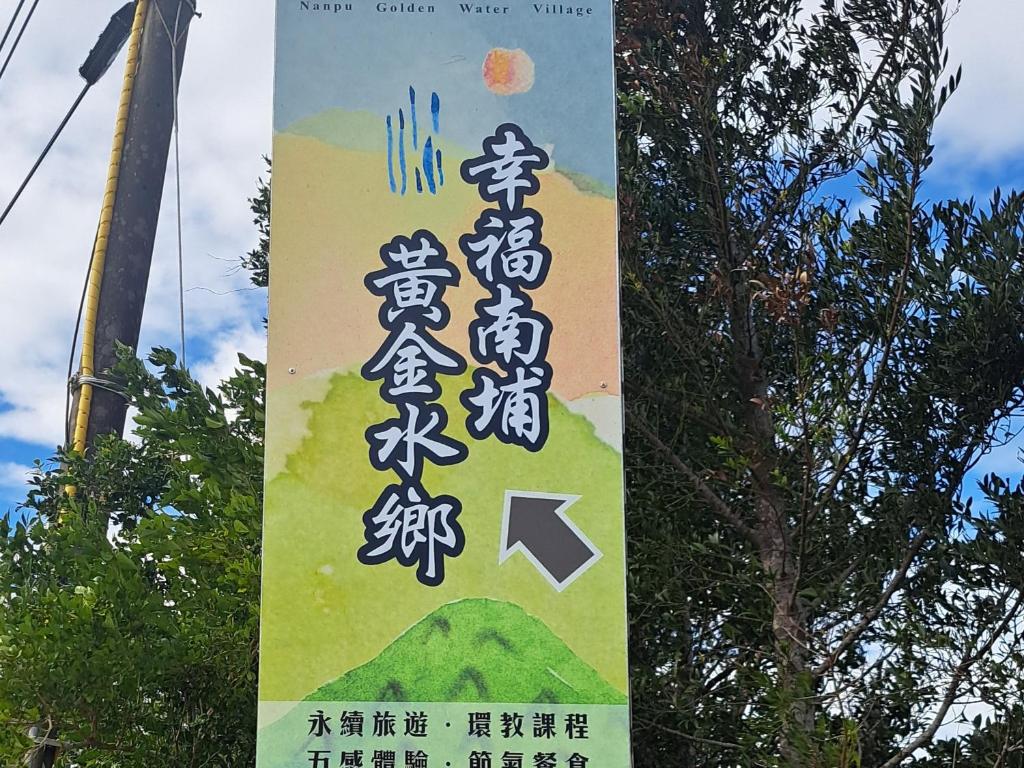 Nanpu Golden Water Village
幸福南埔
黃金水鄉
永續旅遊．環教課程
五感體驗．節氣餐食